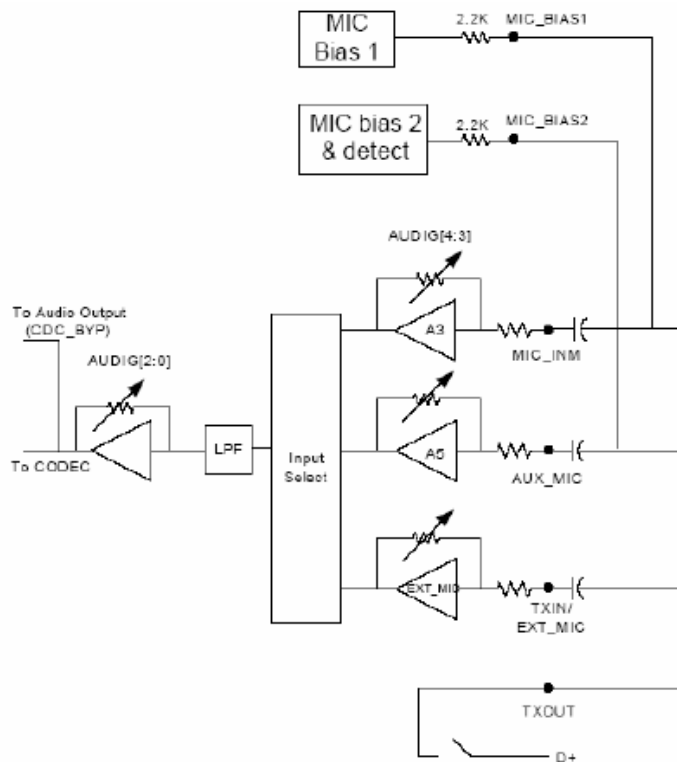 MIC
Bias 1
2.2K
MIC_BIAS1
MIC bias 2
& detect
2.2K
MIC_BIAS2
AUDIG[4:3]
To Audio Output
(CDC_BYP)
A3
MIC_INM
AUDIG[2:0]
To CODEC
LPF
Input
Select
A5
AUX_MIC
EXT_MIC
TXIN/
EXT_MIC
TXOUT
D+